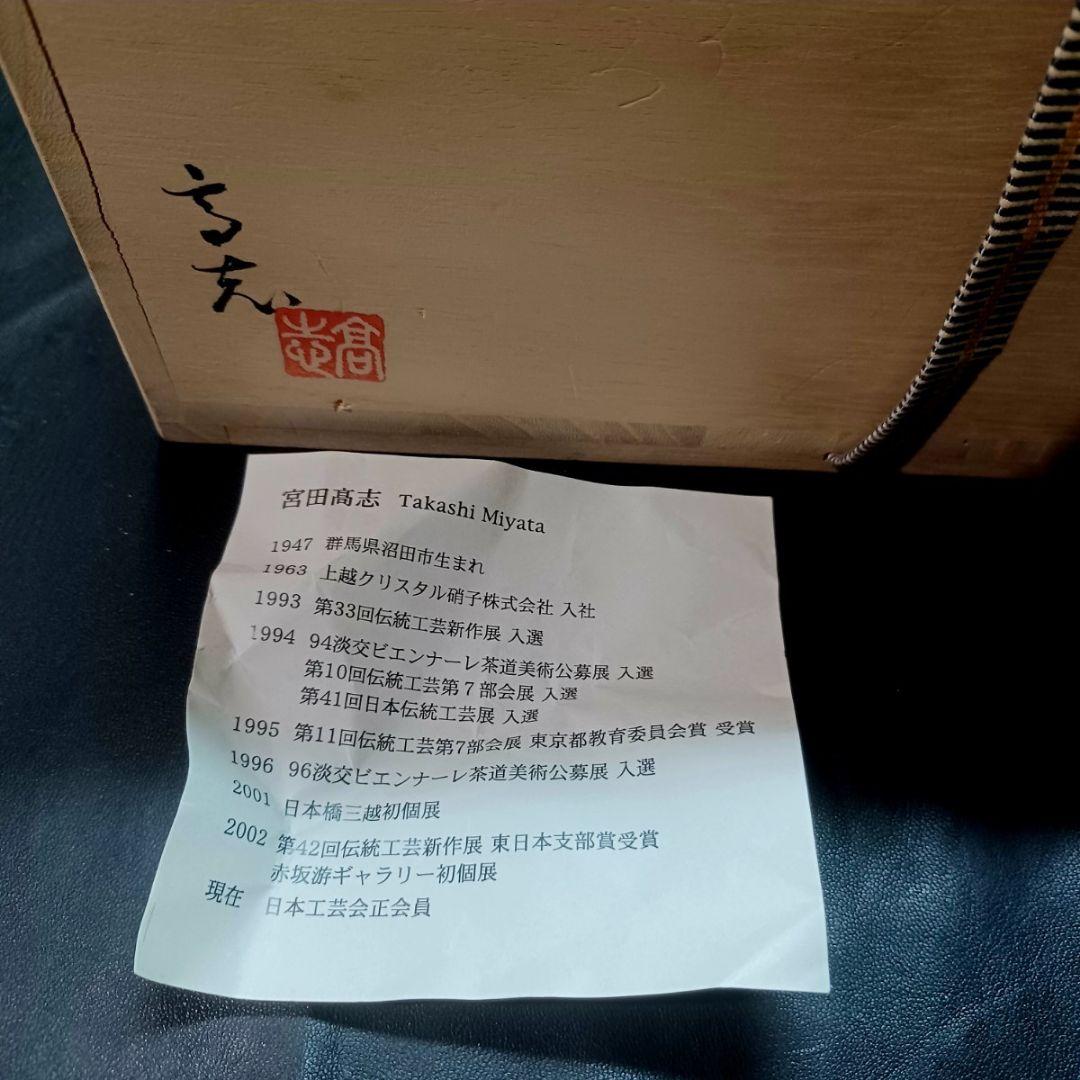 高志
高志
宮田髙志 Takashi Miyata
1947 群馬県沼田市生まれ
1963 上越クリスタル硝子株式会社 入社
1993 第33回伝統工芸新作展 入選
1994 94淡交ビエンナーレ茶道美術公募展 入選
第10回伝統工芸第7部会展 入選
第41回日本伝統工芸展 入選
1995 第11回伝統工芸第7部会展 東京都教育委員会賞 受賞
1996 96淡交ビエンナーレ茶道美術公募展 入選
2001 日本橋三越初個展
2002 第42回伝統工芸新作展 東日本支部賞受賞
赤坂游ギャラリー初個展
現在 日本工芸会正会員